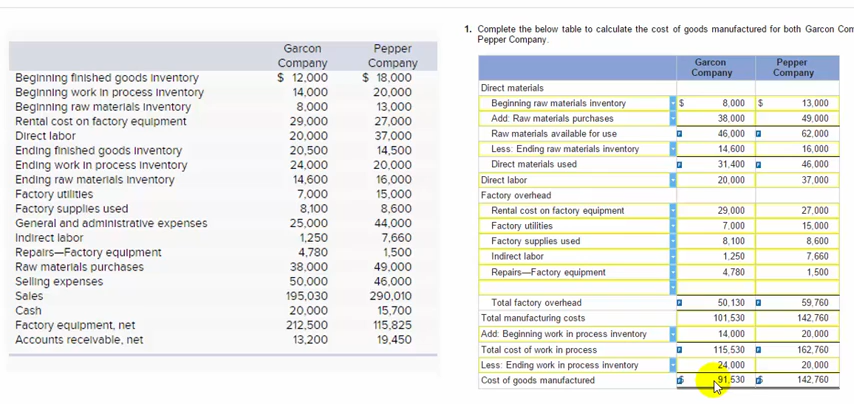 Garcon Pepper
Company Company
Beginning finished goods inventory $ 12,000 $ 18,000
Beginning work in process inventory 14,000 20,000
Beginning raw materials inventory 8,000 13,000
Rental cost on factory equipment 29,000 27,000
Direct labor 20,000 37,000
Ending finished goods inventory 20,500 14,500
Ending work in process inventory 24,000 20,000
Ending raw materials inventory 14,600 16,000
Factory utilities 7,000 15,000
Factory supplies used 8,100 8,600
General and administrative expenses 25,000 44,000
Indirect labor 1,250 7,660
Repairs—Factory equipment 4,780 1,500
Raw materials purchases 38,000 49,000
Selling expenses 50,000 46,000
Sales 195,030 290,010
Cash 20,000 15,700
Factory equipment, net 212,500 115,825
Accounts receivable, net 13,200 19,450
1. Complete the below table to calculate the cost of goods manufactured for both Garcon Com
Pepper Company.
Garcon Pepper
Company Company
Direct materials
Beginning raw materials inventory $ 8,000 $ 13,000
Add: Raw materials purchases 38,000 49,000
Raw materials available for use 46,000 62,000
Less: Ending raw materials inventory 14,600 16,000
Direct materials used 31,400 46,000
Direct labor 20,000 37,000
Factory overhead
Rental cost on factory equipment 29,000 27,000
Factory utilities 7,000 15,000
Factory supplies used 8,100 8,600
Indirect labor 1,250 7,660
Repairs—Factory equipment 4,780 1,500
Total factory overhead 50,130 59,760
Total manufacturing costs 101,530 142,760
Add: Beginning work in process inventory 14,000 20,000
Total cost of work in process 115,530 162,760
Less: Ending work in process inventory 24,000 20,000
Cost of goods manufactured $ 91,530 $ 142,760